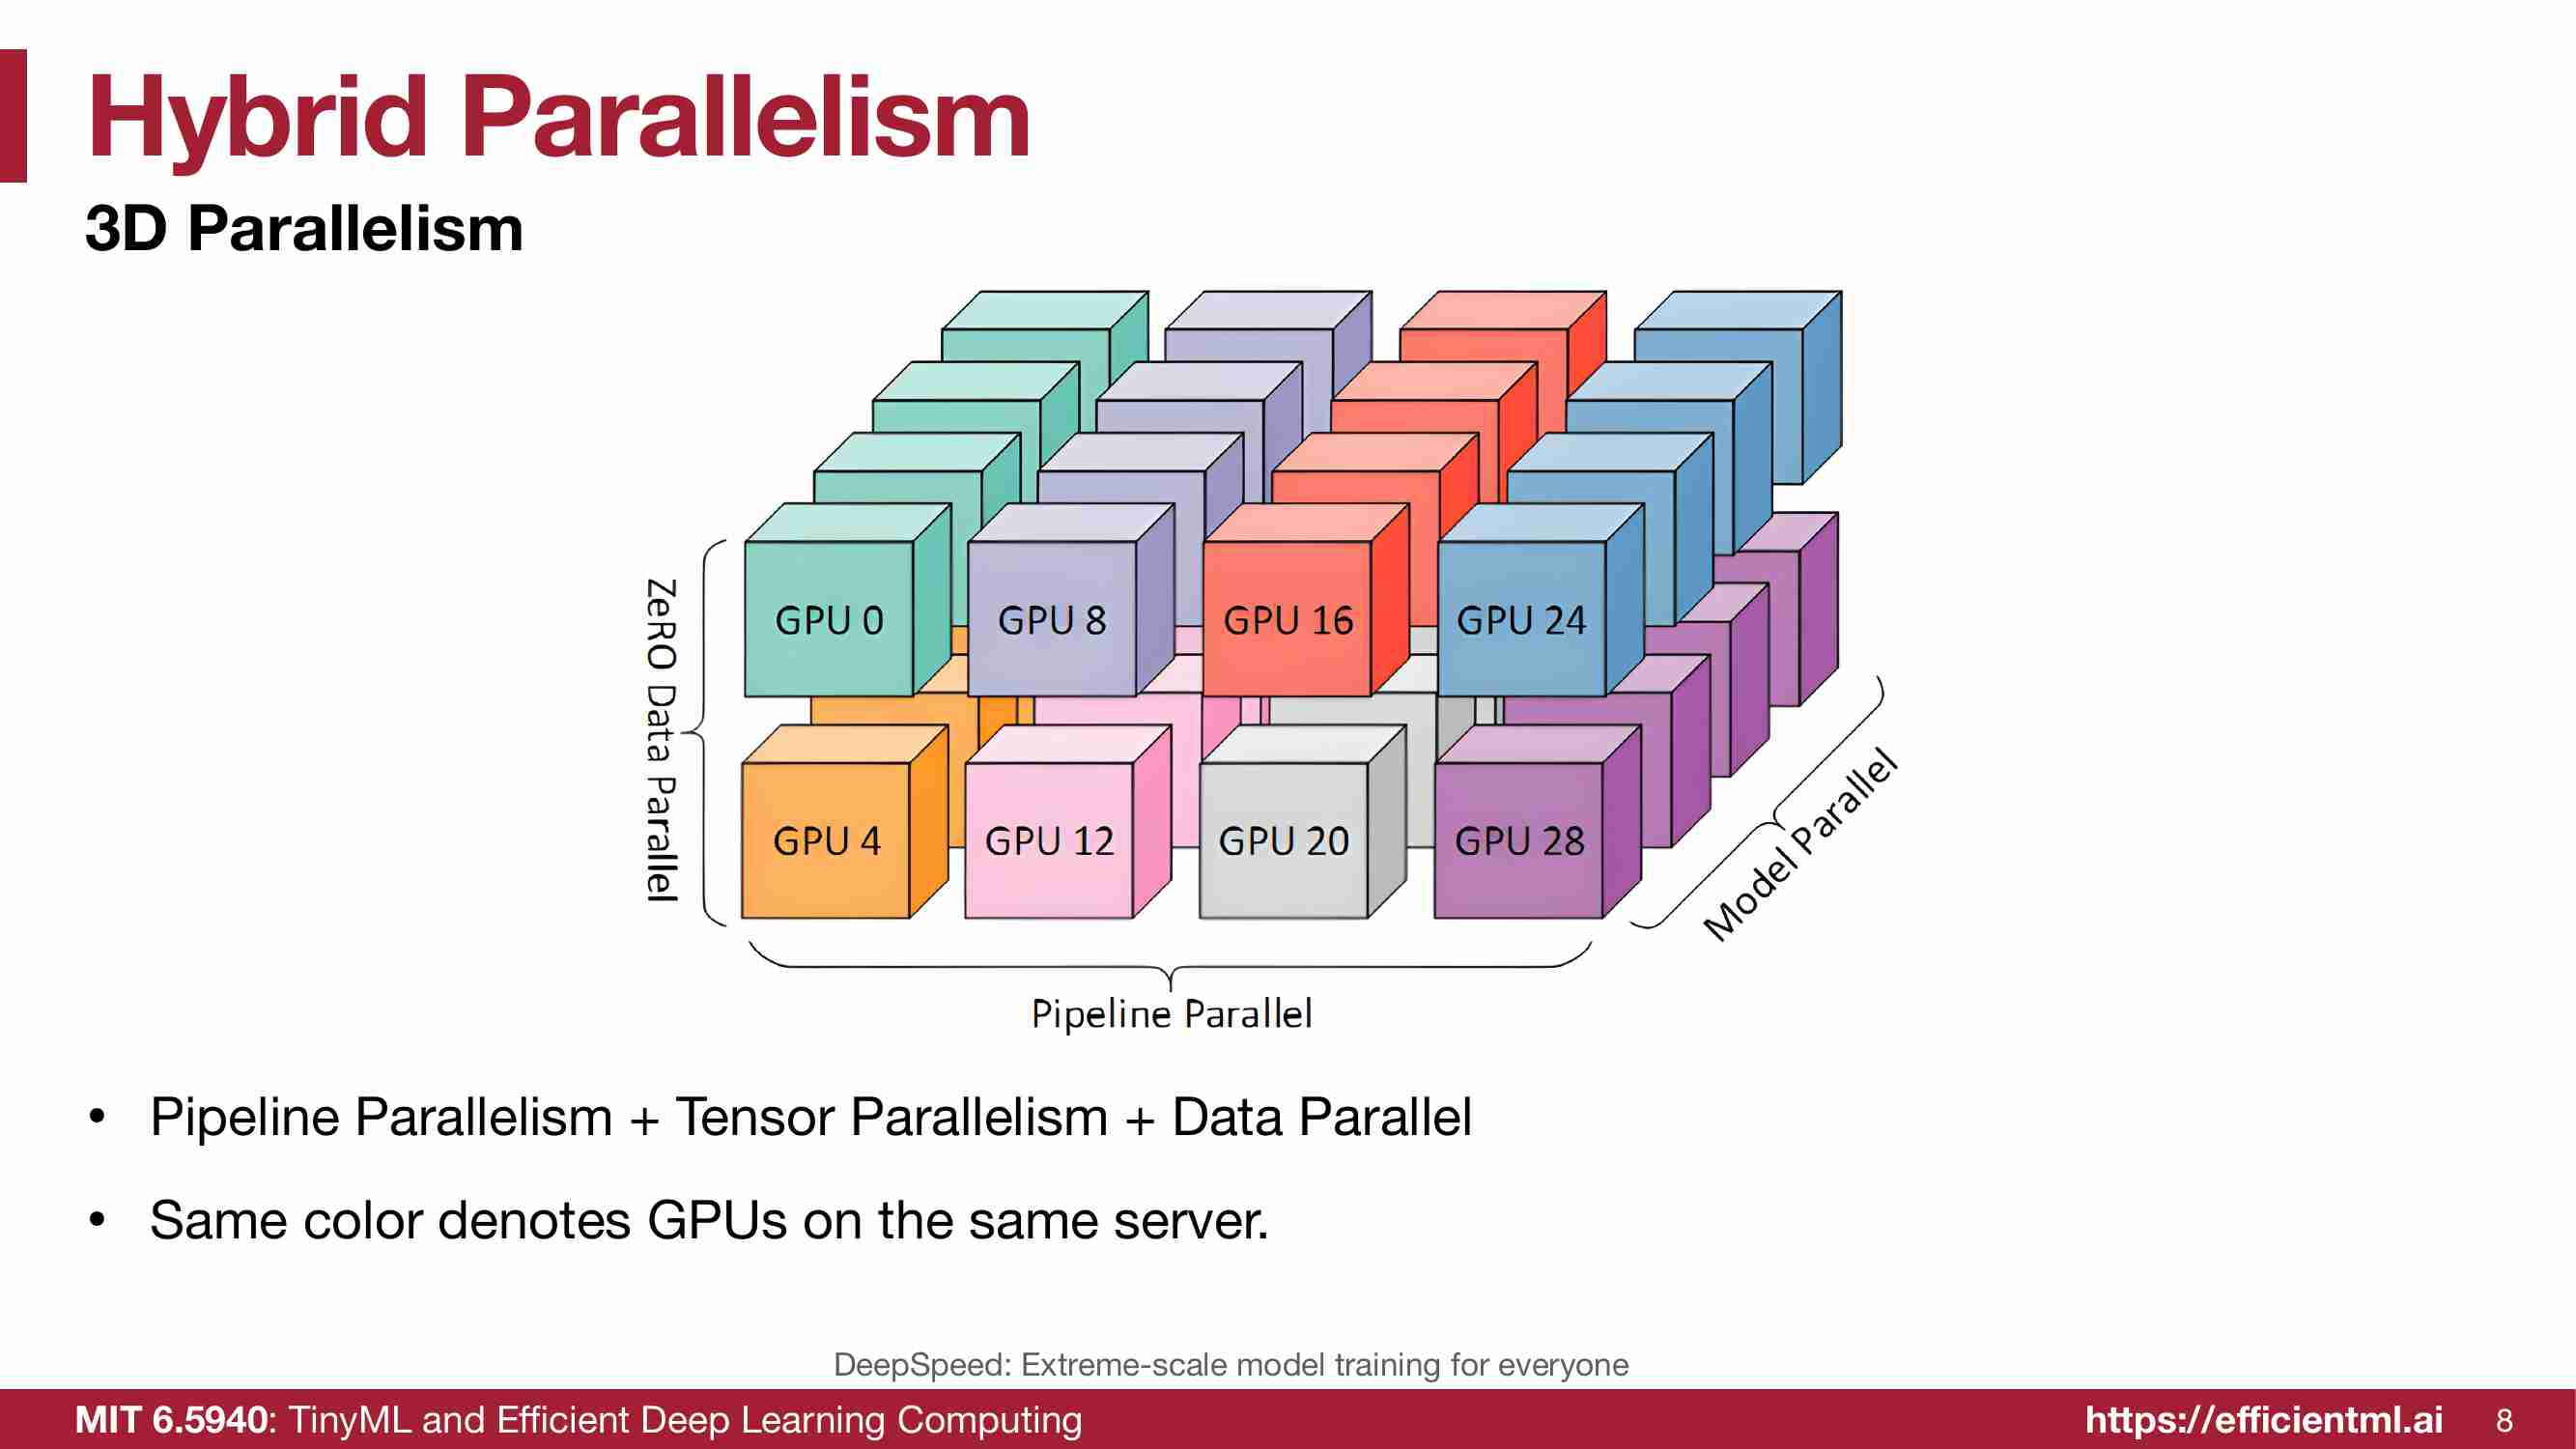 Hybrid Parallelism
3D Parallelism
ZeRO Data Parallel
GPU 0
GPU 8
GPU 16
GPU 24
GPU 4
GPU 12
GPU 20
GPU 28
Model Parallel
Pipeline Parallel
• Pipeline Parallelism + Tensor Parallelism + Data Parallel
• Same color denotes GPUs on the same server.
DeepSpeed: Extreme-scale model training for everyone
MIT 6.5940: TinyML and Efficient Deep Learning Computing
https://efficientml.ai
8